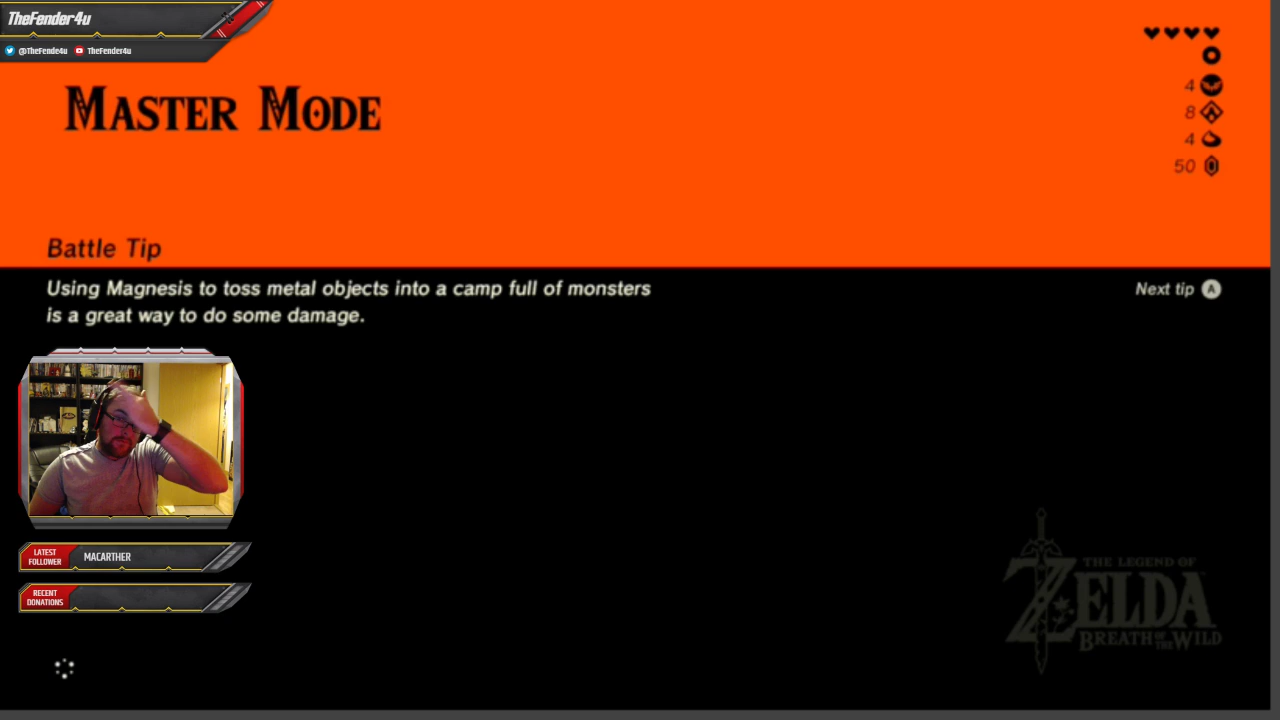 TheFender4u
@TheFende4u TheFender4u
MASTER MODE
4
8
4
50
Battle Tip
Using Magnesis to toss metal objects into a camp full of monsters
is a great way to do some damage.
Next tip A
LATEST
FOLLOWER
MACARTHER
RECENT
DONATIONS
THE LEGEND OF
ZELDA
BREATH OF THE WILD